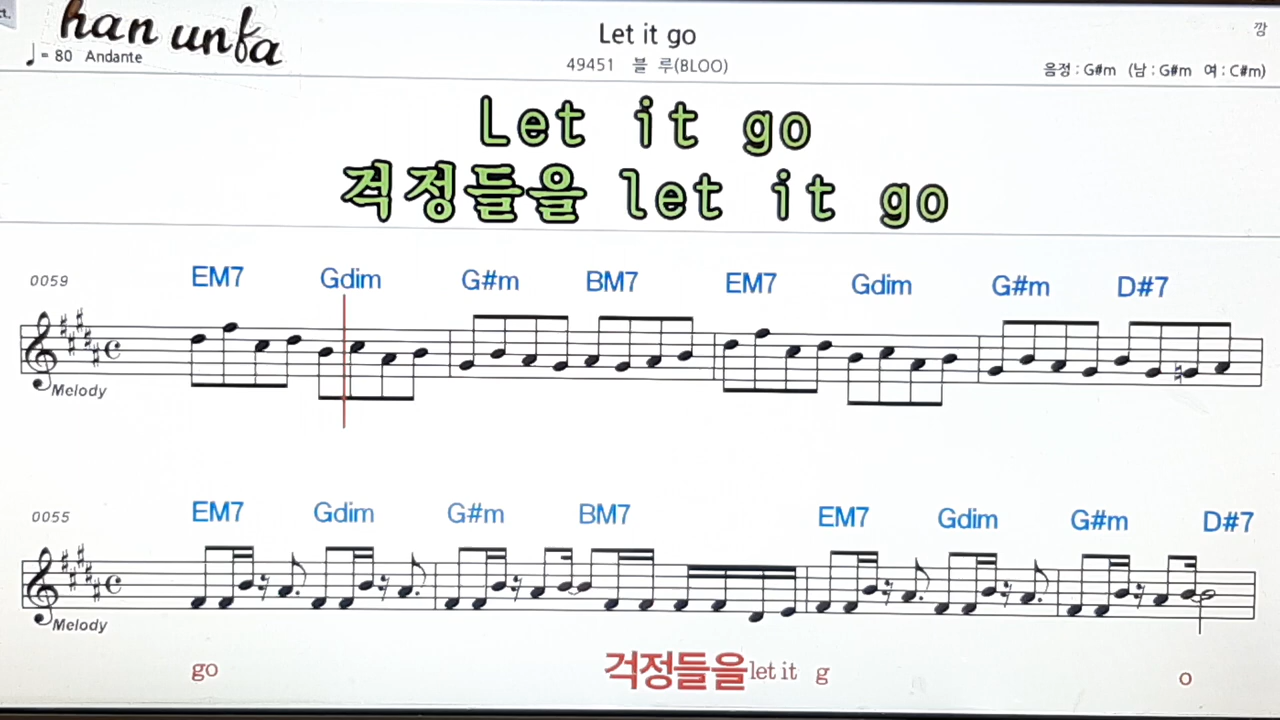 ct.
han unfa
♩= 80 Andante
Let it go
49451 블 루(BLOO)
깡
음정 : G#m (남 : G#m 여 : C#m)
Let it go
걱정들을 let it go
0059
EM7 Gdim G#m BM7 EM7 Gdim G#m D#7
Melody
0055
EM7 Gdim G#m BM7 EM7 Gdim G#m D#7
Melody
go 걱정들을 let it g o